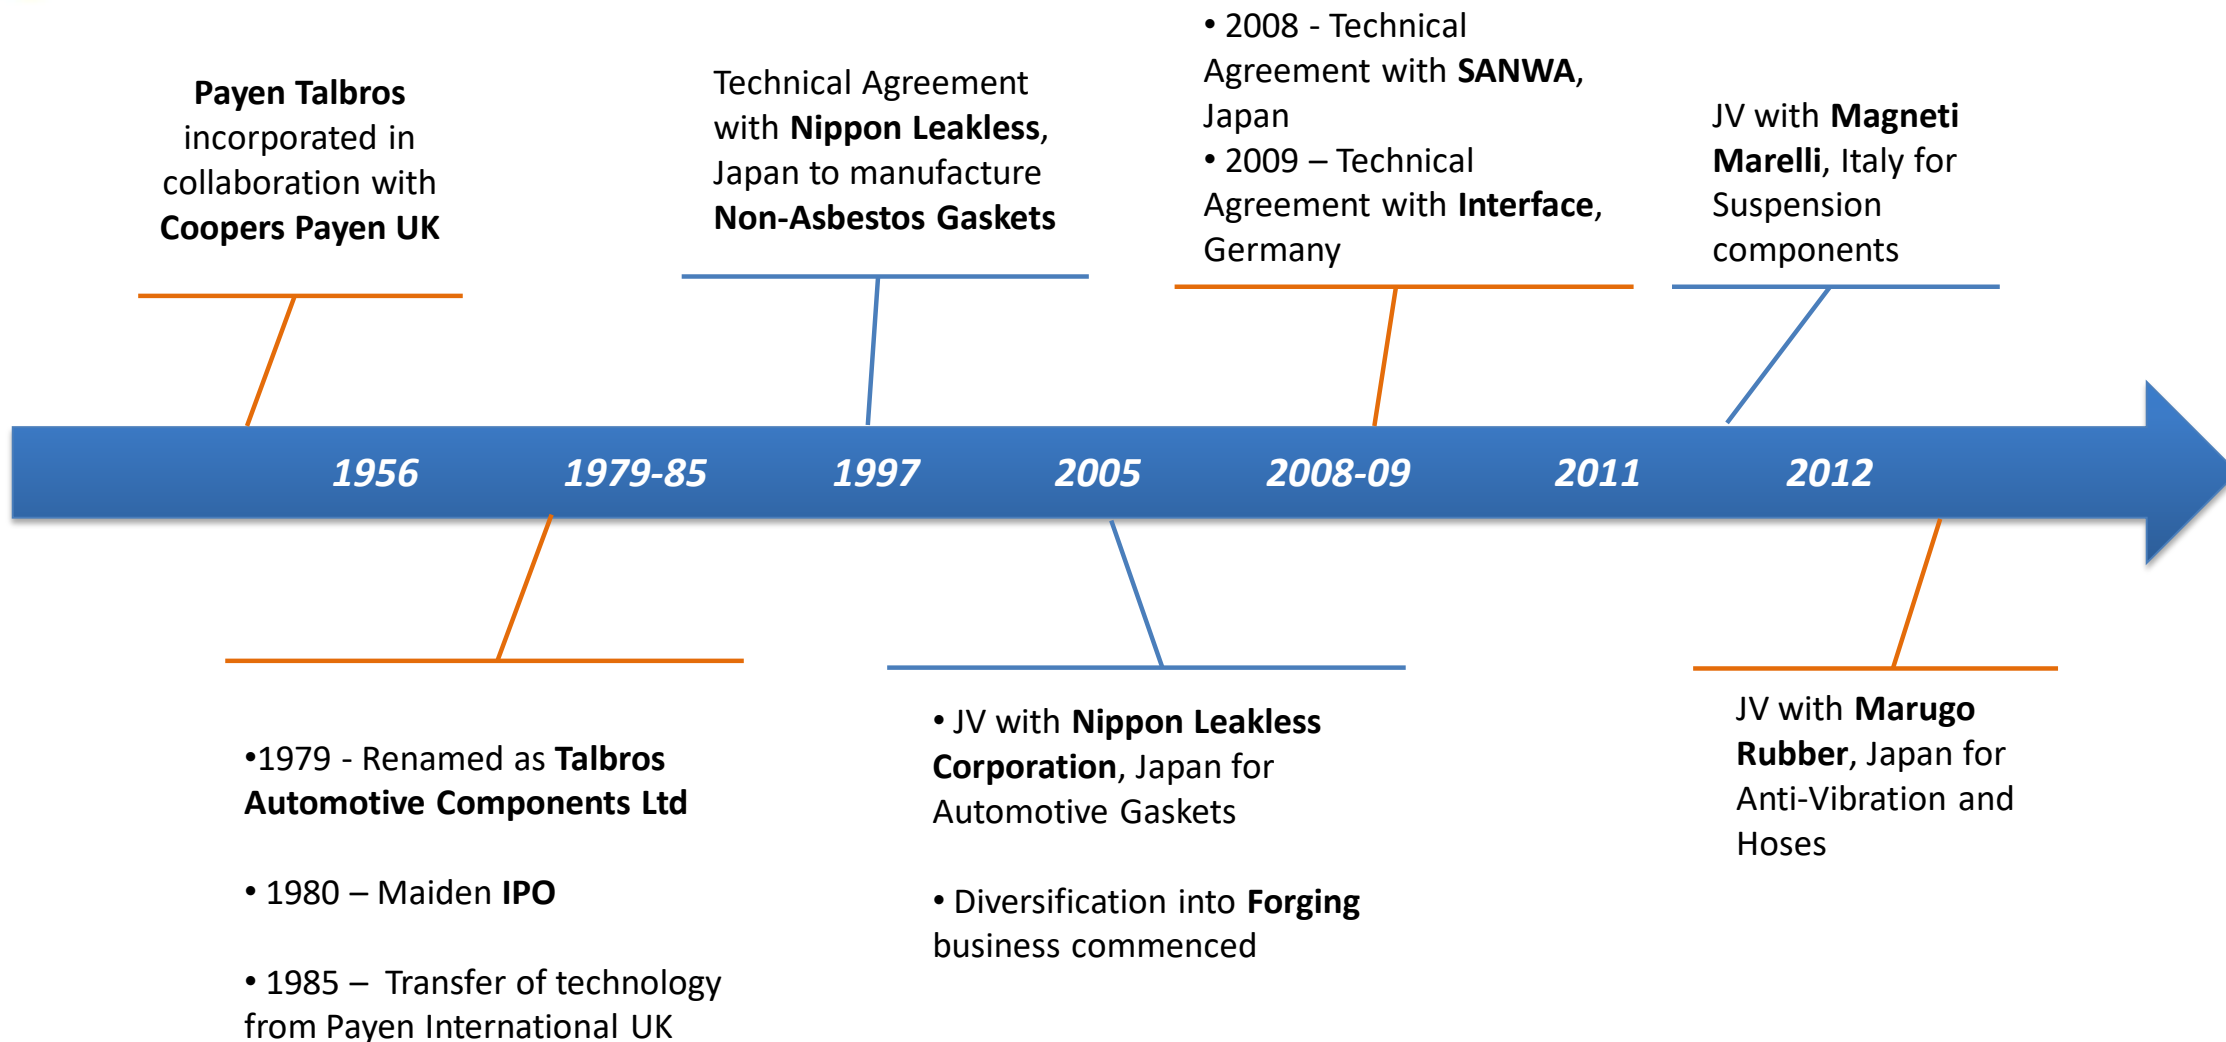 Payen Talbros
incorporated in
collaboration with
Coopers Payen UK
Technical Agreement
with Nippon Leakless,
Japan to manufacture
Non-Asbestos Gaskets
• 2008 - Technical
Agreement with SANWA,
Japan
• 2009 – Technical
Agreement with Interface,
Germany
JV with Magneti
Marelli, Italy for
Suspension
components
1956
1979-85
1997
2005
2008-09
2011
2012
•1979 - Renamed as Talbros
Automotive Components Ltd
• 1980 – Maiden IPO
• 1985 – Transfer of technology
from Payen International UK
• JV with Nippon Leakless
Corporation, Japan for
Automotive Gaskets
• Diversification into Forging
business commenced
JV with Marugo
Rubber, Japan for
Anti-Vibration and
Hoses